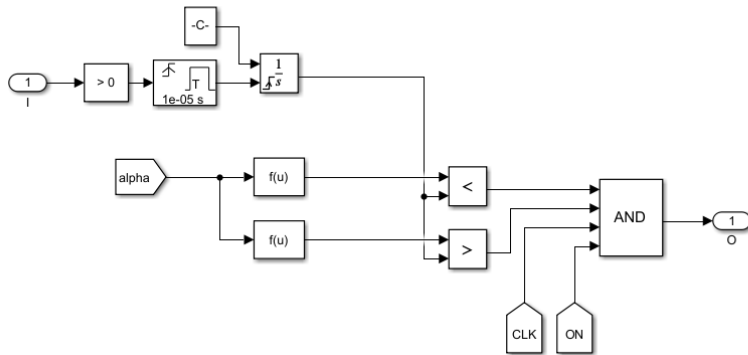 -C-
1
I
> 0
T
1e-05 s
1
s
alpha
f(u)
<
f(u)
>
AND
1
O
CLK
ON